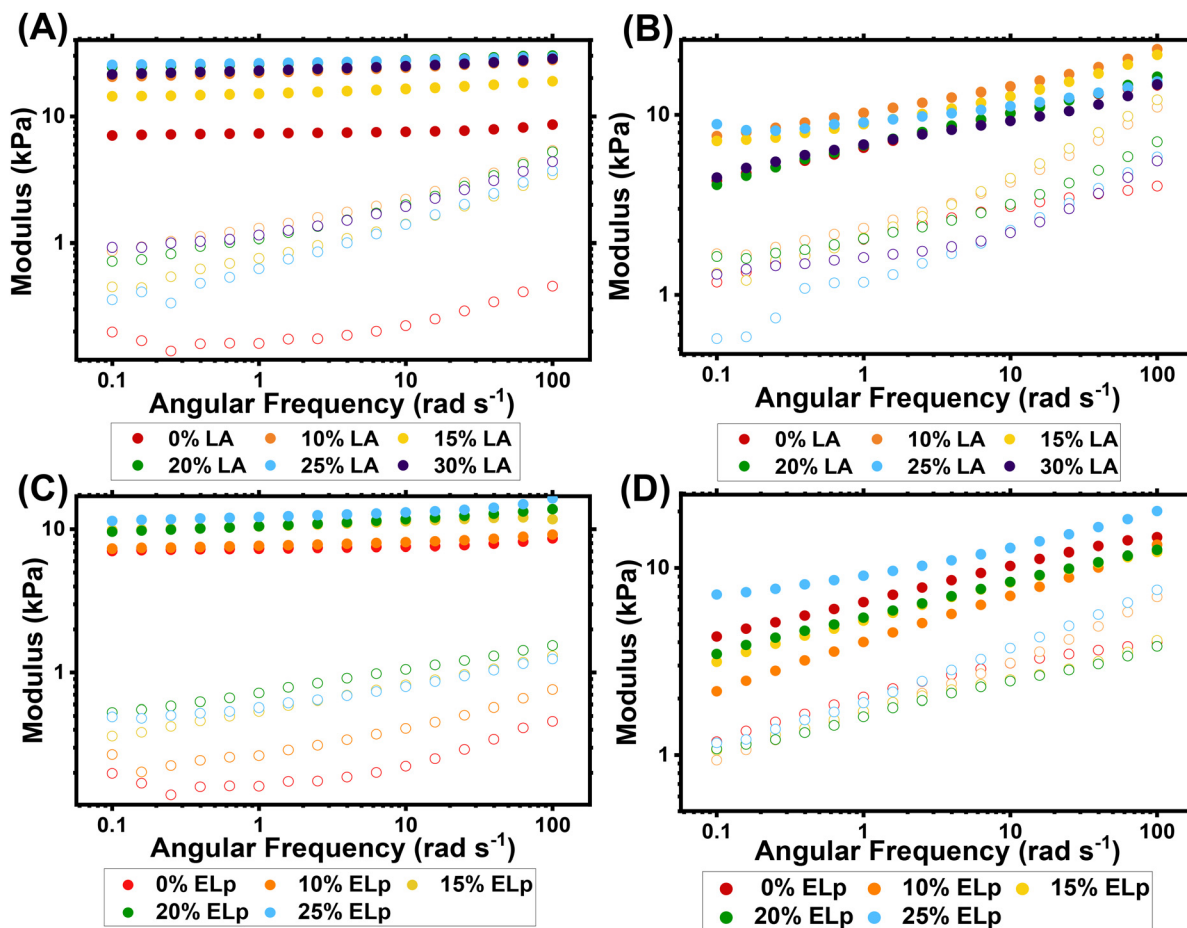 (A)
Modulus (kPa)
10
1
0.1 1 10 100
Angular Frequency (rad s-1)
0% LA 10% LA 15% LA
20% LA 25% LA 30% LA
(B)
Modulus (kPa)
10
1
0.1 1 10 100
Angular Frequency (rad s-1)
0% LA 10% LA 15% LA
20% LA 25% LA 30% LA
(C)
Modulus (kPa)
10
1
0.1 1 10 100
Angular Frequency (rad s-1)
0% ELp 10% ELp 15% ELp
20% ELp 25% ELp
(D)
Modulus (kPa)
10
1
0.1 1 10 100
Angular Frequency (rad s-1)
0% ELp 10% ELp 15% ELp
20% ELp 25% ELp